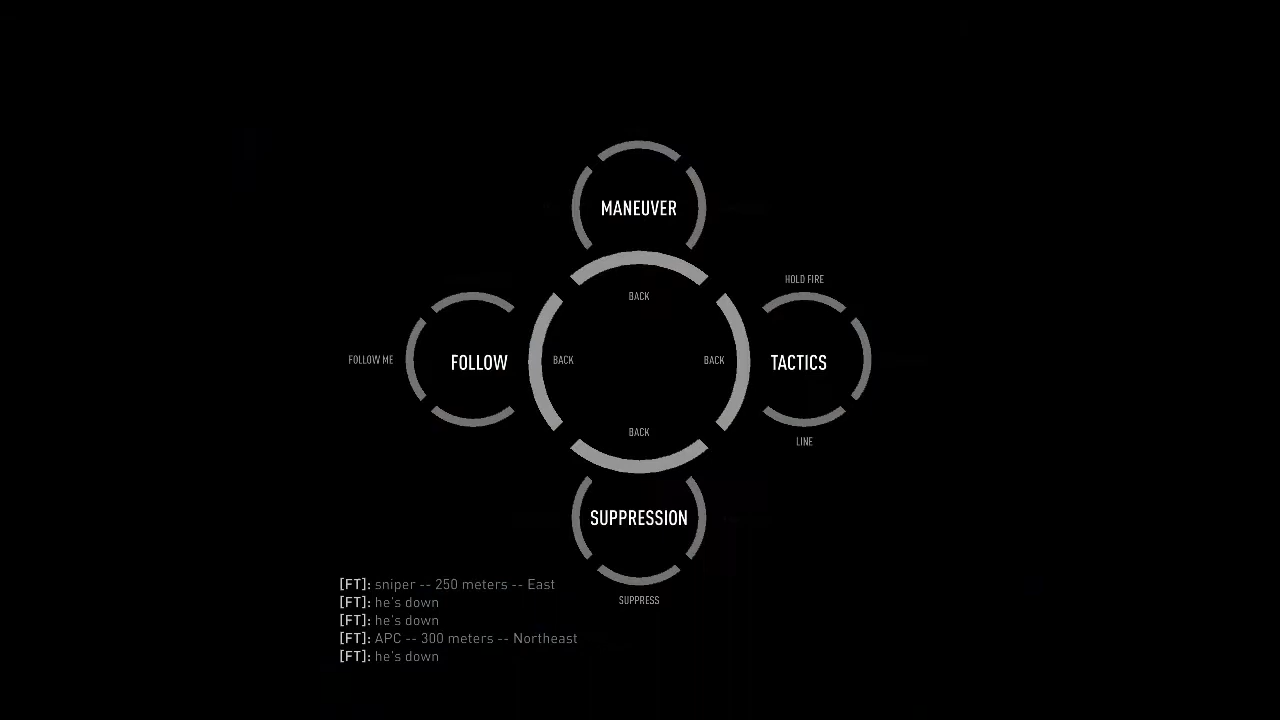 MANEUVER
HOLD FIRE
BACK
FOLLOW ME
FOLLOW
BACK
BACK
TACTICS
BACK
LINE
SUPPRESSION
SUPPRESS
[FT]: sniper -- 250 meters -- East
[FT]: he's down
[FT]: he's down
[FT]: APC -- 300 meters -- Northeast
[FT]: he's down